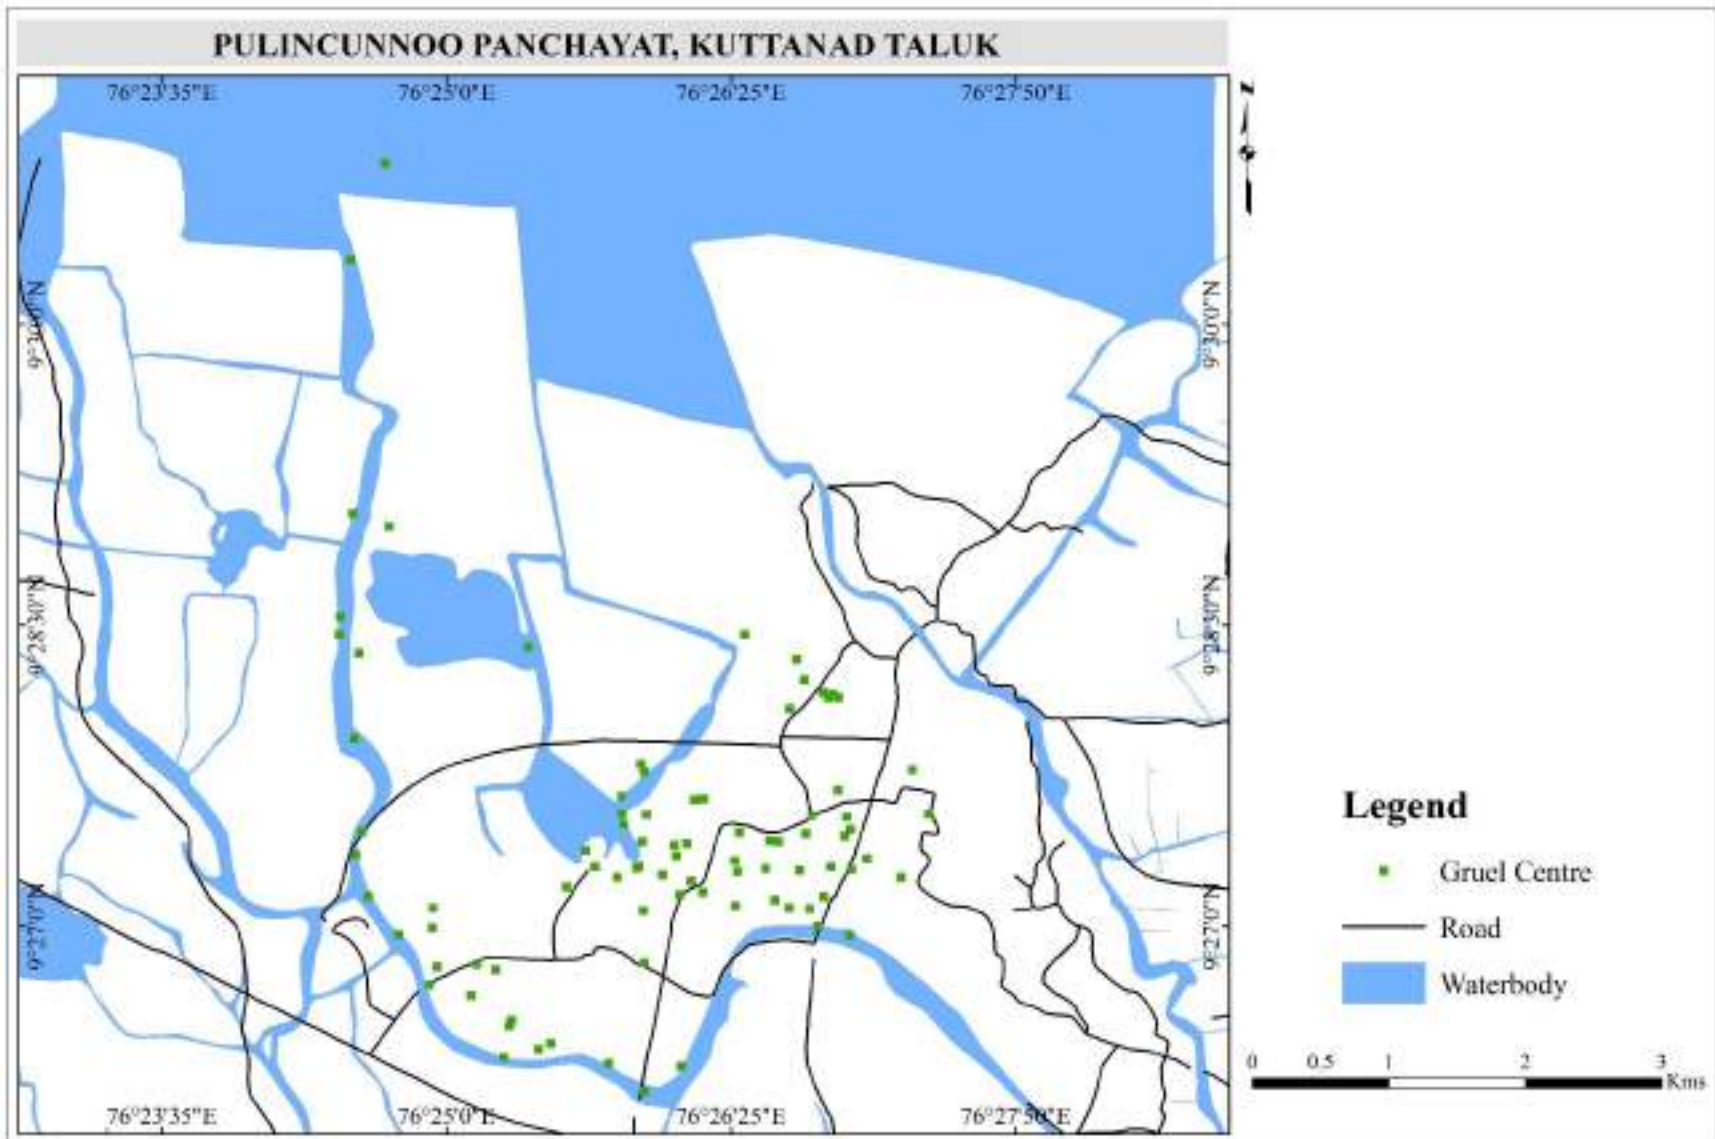 PULINCUNNOO PANCHAYAT, KUTTANAD TALUK
76°23'35"E 76°25'0"E 76°26'25"E 76°27'50"E
N
9°30'0"N 9°30'0"N
9°28'30"N 9°28'30"N
9°27'0"N 9°27'0"N
Legend
Gruel Centre
Road
Waterbody
0 0.5 1 2 3
Kms
76°23'35"E 76°25'0"E 76°26'25"E 76°27'50"E